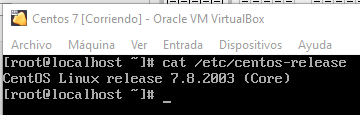 Centos 7 [Corriendo] - Oracle VM VirtualBox
Archivo Máquina Ver Entrada Dispositivos Ayuda
[root@localhost ~]# cat /etc/centos-release
CentOS Linux release 7.8.2003 (Core)
[root@localhost ~]# _